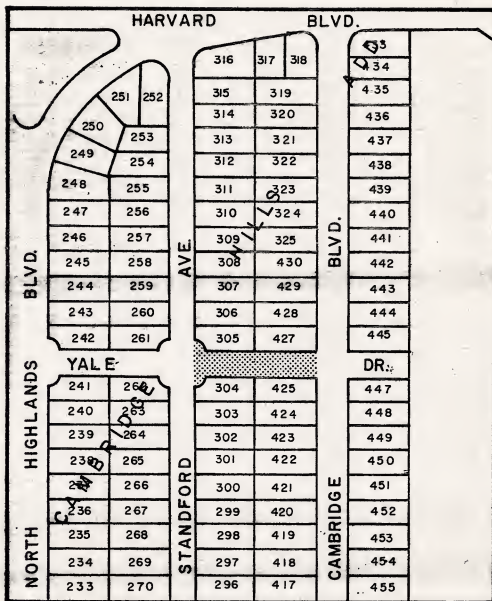 HARVARD BLVD.
316 317 318
434
251 252 315 319 435
250 314 320 436
253 313 321 437
249 254 312 322 438
248 255 311 323 439
247 256 310 324 440
246 257 309 325 441
245 258 308 430 442
244 259 307 429 443
243 260 306 428 444
242 261 305 427 445
YALE DR.
241 304 425 447
240 263 303 424 448
239 264 302 423 449
238 265 301 422 450
266 300 421 451
236 267 299 420 452
235 268 298 419 453
234 269 297 418 454
233 270 296 417 455
NORTH HIGHLANDS BLVD.
STANDFORD AVE.
CAMBRIDGE BLVD.
CAMBRIDGE HILLS ADD